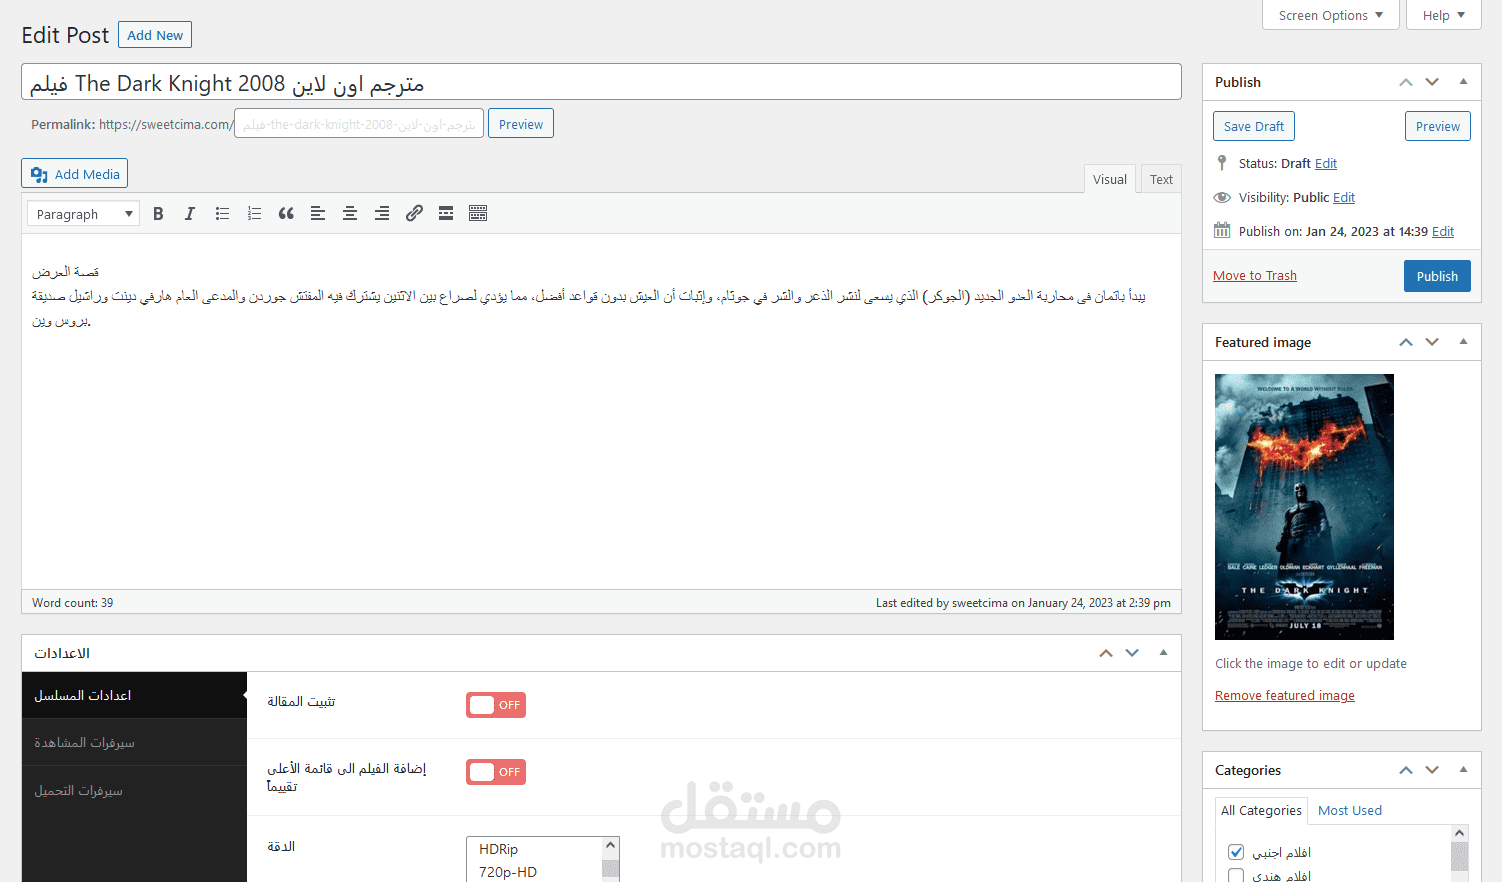 Screen Options
Help
Edit Post
Add New
فيلم The Dark Knight 2008 مترجم اون لاين
Permalink: https://sweetcima.com/
فيلم-the-dark-knight-2008-مترجم-اون-لاين
Preview
Add Media
Visual
Text
Paragraph
قصة العرض
يبدأ باتمان فى محاربة العدو الجديد (الجوكر) الذي يسعى لنشر الذعر والشر في جوثام، وإثبات أن العيش بدون قواعد أفضل، مما يؤدي لصراع بين الاثنين يشترك فيه المفتش جوردن والمدعى العام هارفي دينت وراشيل صديقة
بروس وين.
Word count: 39
Last edited by sweetcima on January 24, 2023 at 2:39 pm
الاعدادات
اعدادات المسلسل
سيرفرات المشاهدة
سيرفرات التحميل
تثبيت المقالة
OFF
إضافة الفيلم الى قائمة الأعلى
تقييماً
OFF
الدقة
HDRip
720p-HD
Publish
Save Draft
Preview
Status: Draft Edit
Visibility: Public Edit
Publish on: Jan 24, 2023 at 14:39 Edit
Move to Trash
Publish
Featured image
WELCOME TO A WORLD WITHOUT RULES.
BALE CAINE LEDGER OLDMAN ECKHART GYLLENHAAL FREEMAN
THE DARK KNIGHT
JULY 18
Click the image to edit or update
Remove featured image
Categories
All Categories
Most Used
افلام اجنبي
افلام هندي
مستقل
mostaql.com